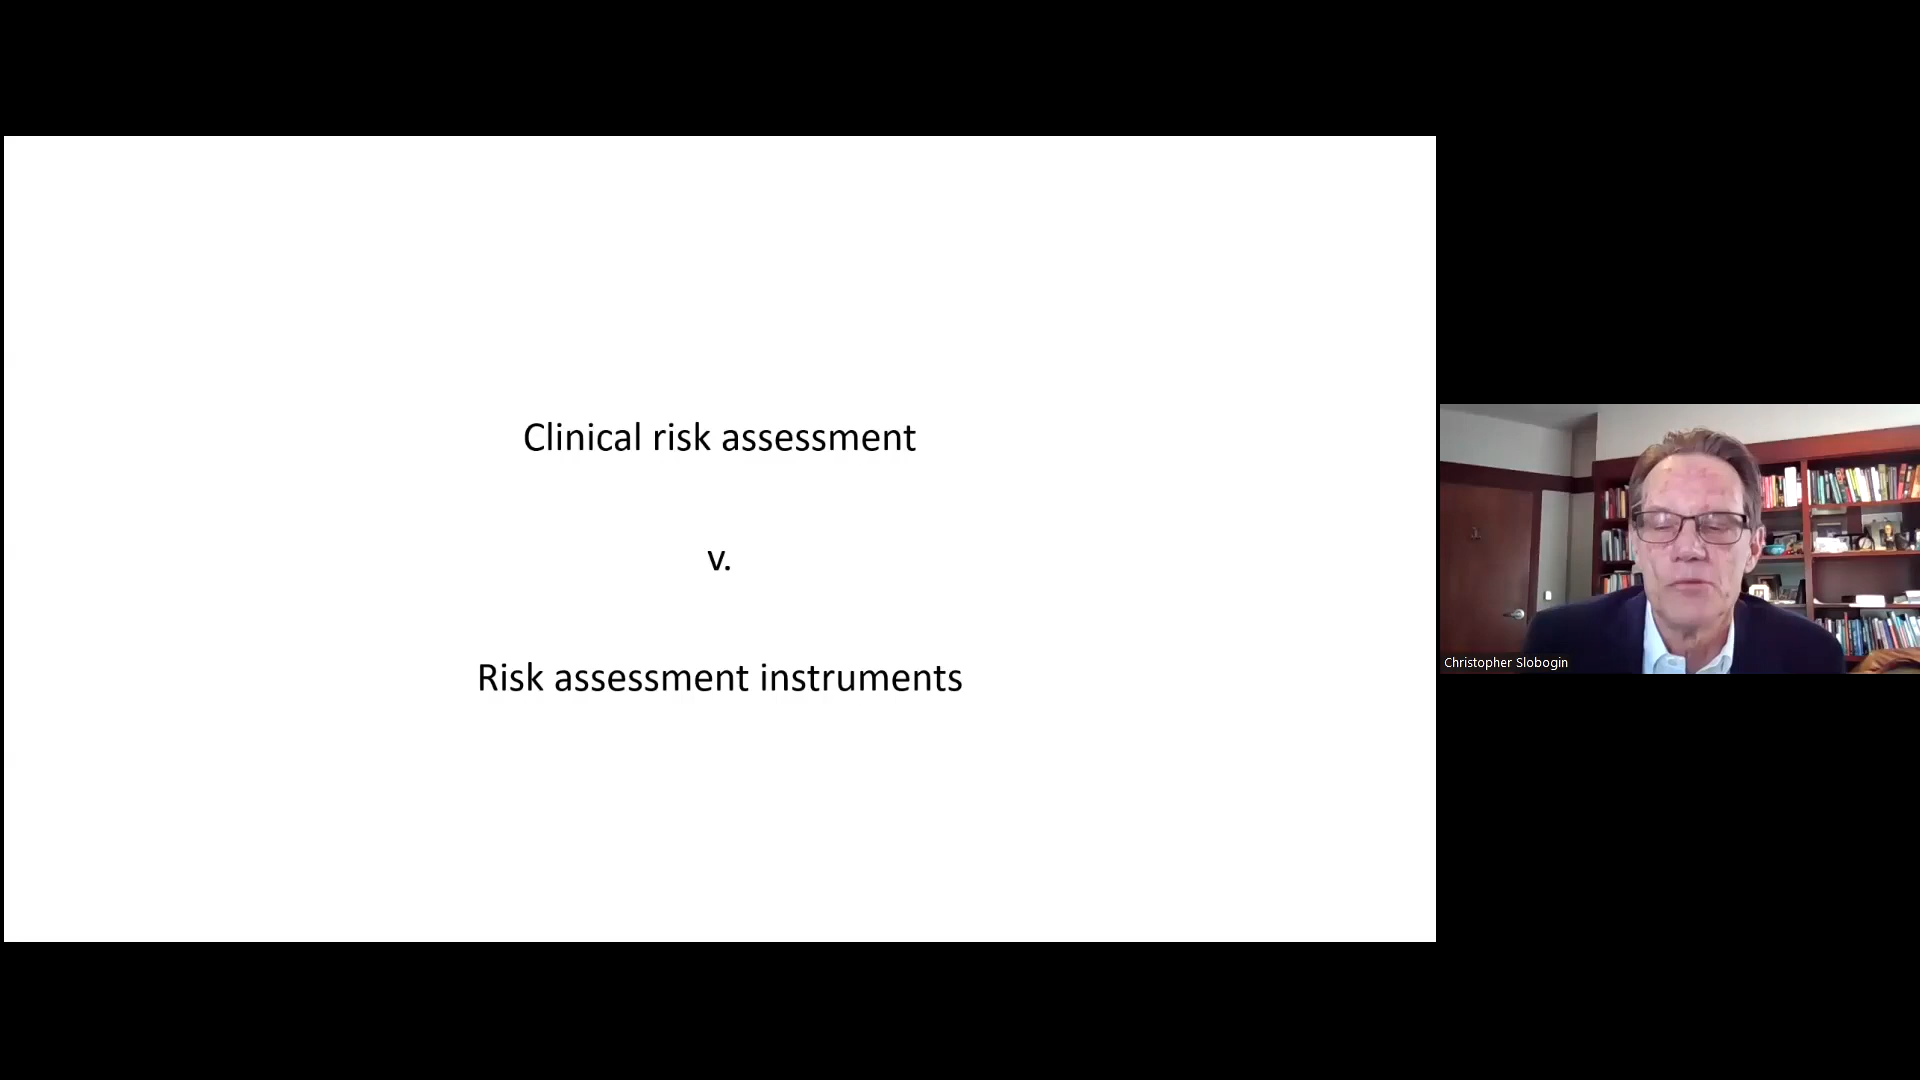 Clinical risk assessment
v.
Risk assessment instruments
Christopher Slobogin